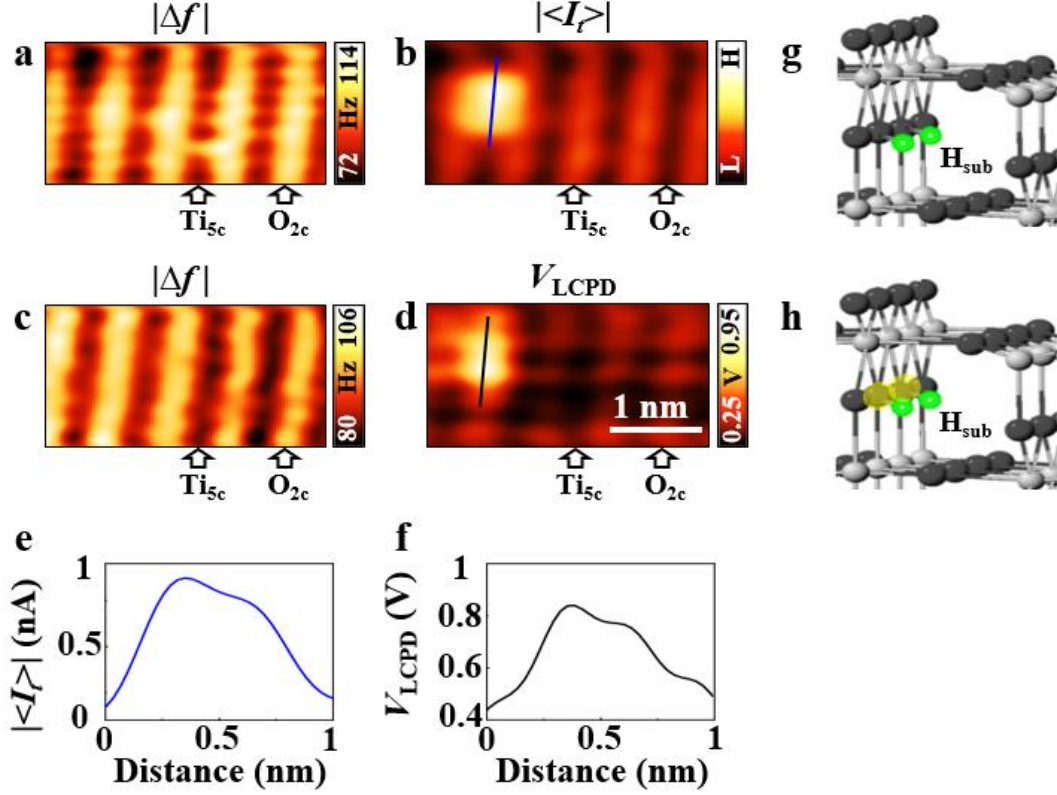 |Δf|
|<Iₜ>|
a
72 Hz 114
b
L H
g
Hsub
Ti5c
O2c
Ti5c
O2c
|Δf|
VLCPD
c
80 Hz 106
d
1 nm
0.25 V 0.95
h
Hsub
Ti5c
O2c
Ti5c
O2c
e
|<Iₜ>| (nA)
1
0.5
0
0
0.5
1
Distance (nm)
f
VLCPD (V)
1
0.8
0.6
0.4
0
0.5
1
Distance (nm)